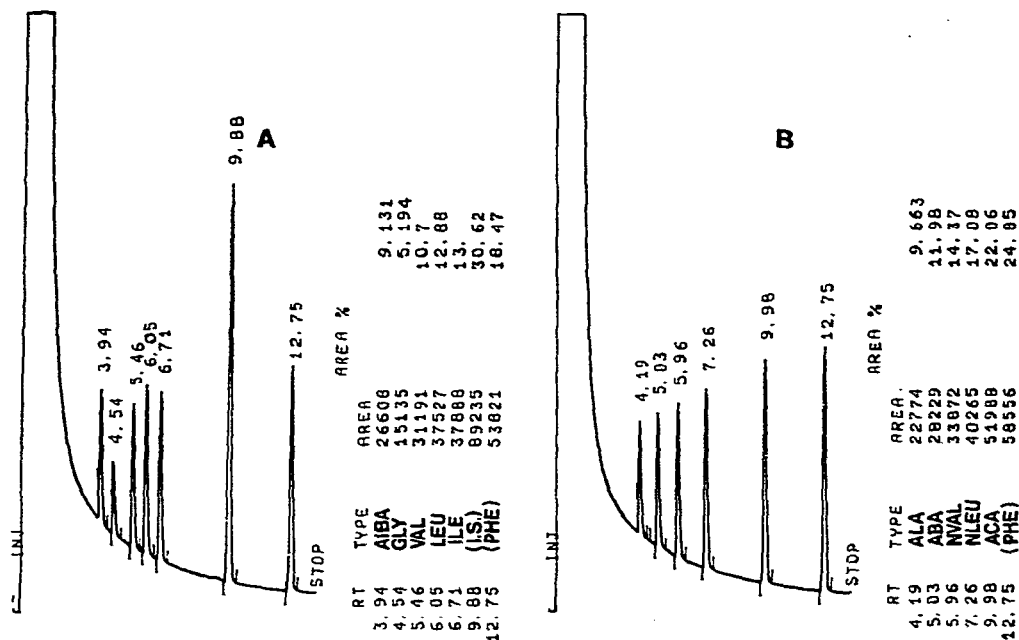 INJ
3.94
4.54
5.46
6.05
6.71
9.88
12.75
STOP
A
RT TYPE AREA AREA %
3.94 AIBA 26608 9.131
4.54 GLY 15135 5.194
5.46 VAL 31191 10.7
6.05 LEU 37527 12.88
6.71 ILE 37888 13.
9.88 (I.S.) 89235 30.62
12.75 (PHE) 53821 18.47
INJ
4.19
5.03
5.96
7.26
9.98
12.75
STOP
B
RT TYPE AREA. AREA %
4.19 ALA 22774 9.663
5.03 ABA 28229 11.98
5.96 NVAL 33872 14.37
7.26 NLEU 40265 17.08
9.98 ACA 51988 22.06
12.75 (PHE) 58556 24.85